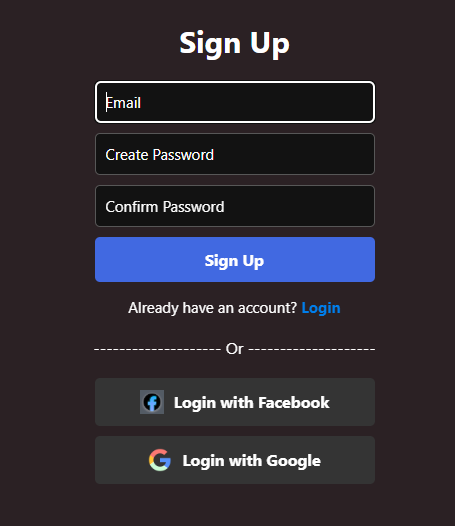 Sign Up
Email
Create Password
Confirm Password
Sign Up
Already have an account? Login
-------------------- Or --------------------
Login with Facebook
Login with Google